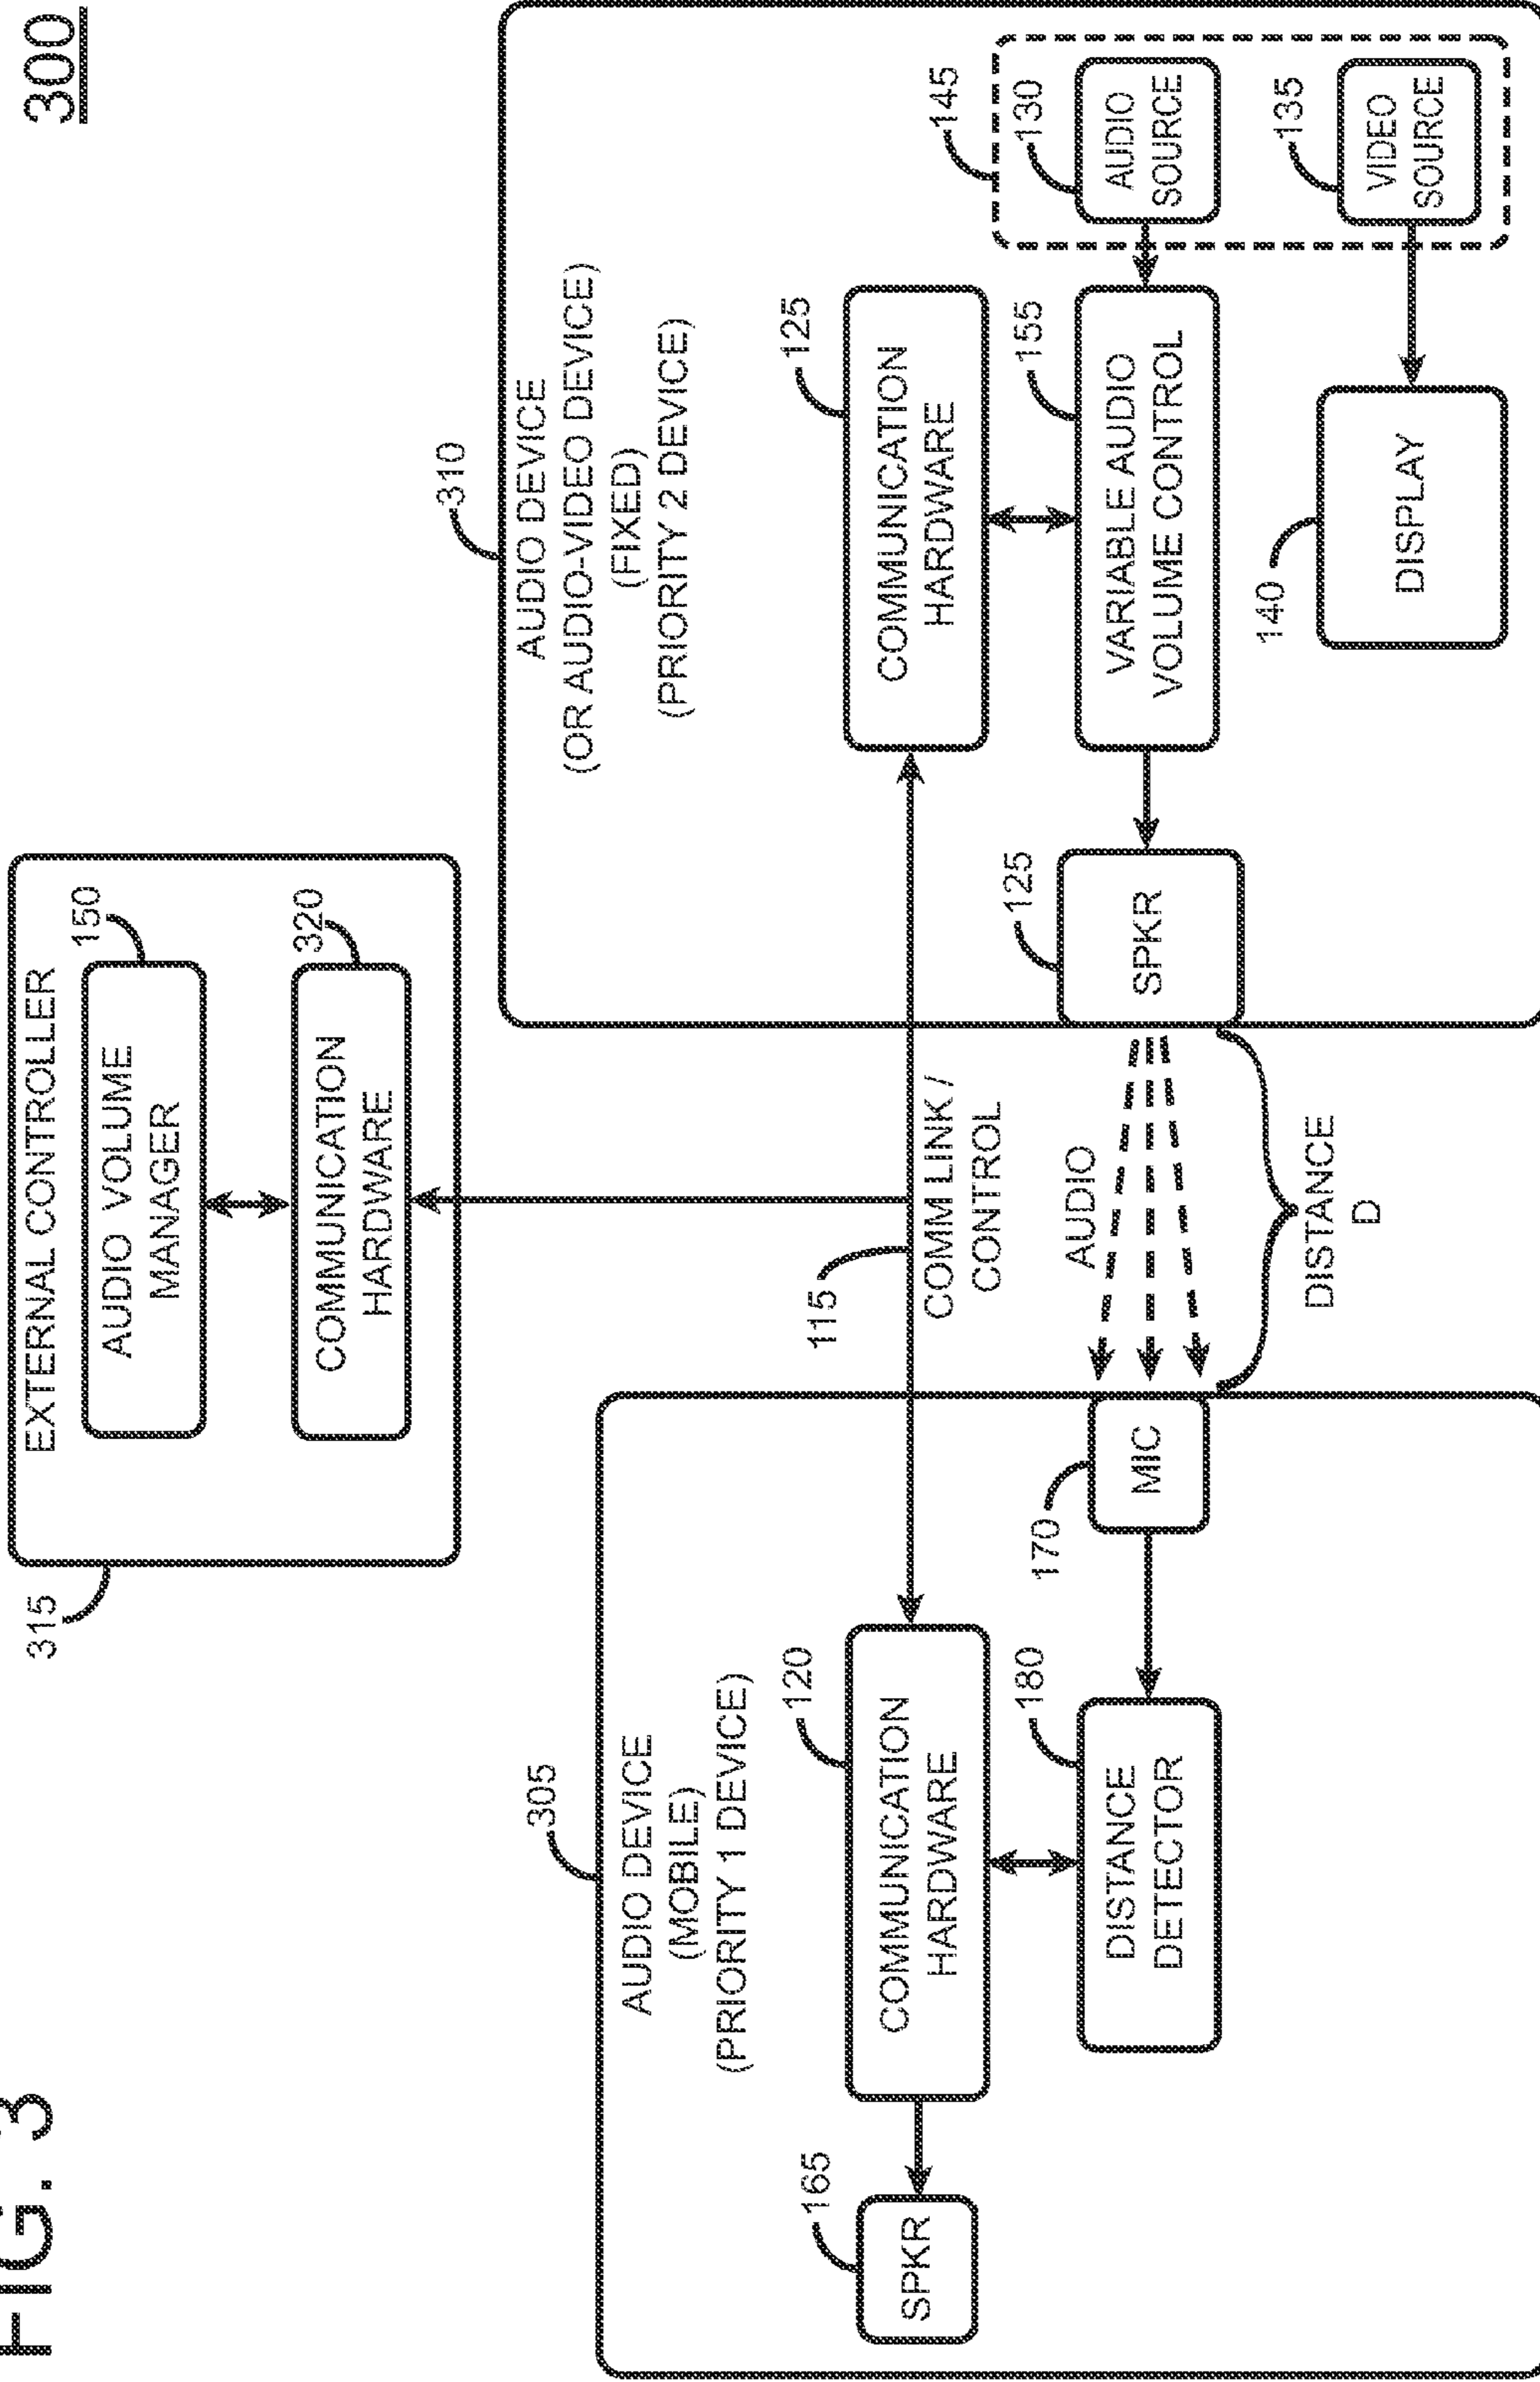 FIG. 3
300
315
EXTERNAL CONTROLLER
AUDIO VOLUME
MANAGER
150
COMMUNICATION
HARDWARE
320
305
AUDIO DEVICE
(MOBILE)
(PRIORITY 1 DEVICE)
165
SPKR
120
COMMUNICATION
HARDWARE
180
DISTANCE
DETECTOR
170
MIC
115
COMM LINK /
CONTROL
AUDIO
DISTANCE
D
310
AUDIO DEVICE
(OR AUDIO-VIDEO DEVICE)
(FIXED)
(PRIORITY 2 DEVICE)
125
COMMUNICATION
HARDWARE
125
SPKR
155
VARIABLE AUDIO
VOLUME CONTROL
145
130
AUDIO
SOURCE
135
VIDEO
SOURCE
140
DISPLAY